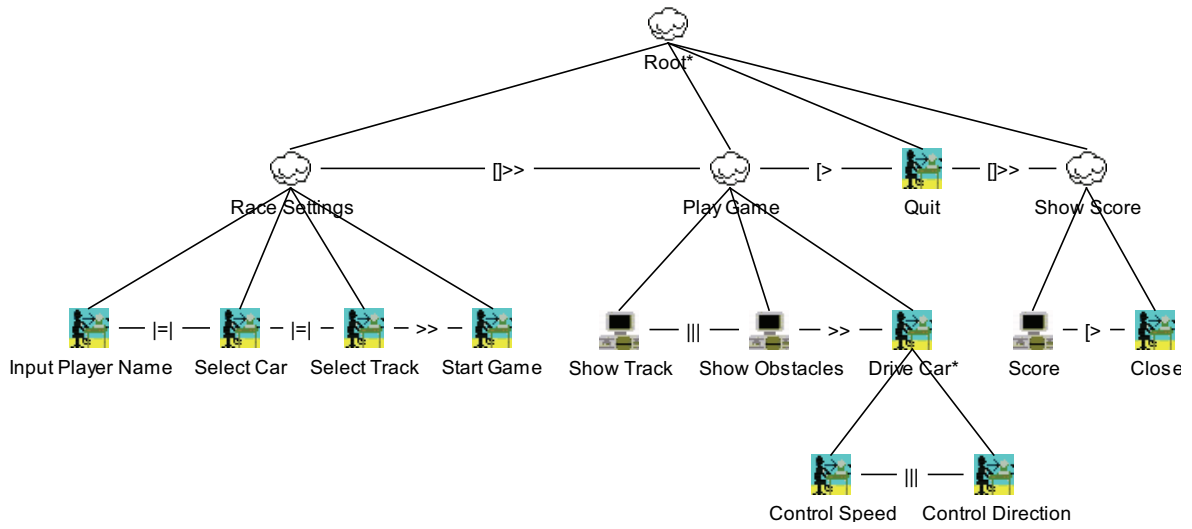 Root*
[]>>
[>
[]>>
Race Settings
Play Game
Quit
Show Score
|=|
|=|
>>
|||
>>
[>
Input Player Name
Select Car
Select Track
Start Game
Show Track
Show Obstacles
Drive Car*
Score
Close
|||
Control Speed
Control Direction